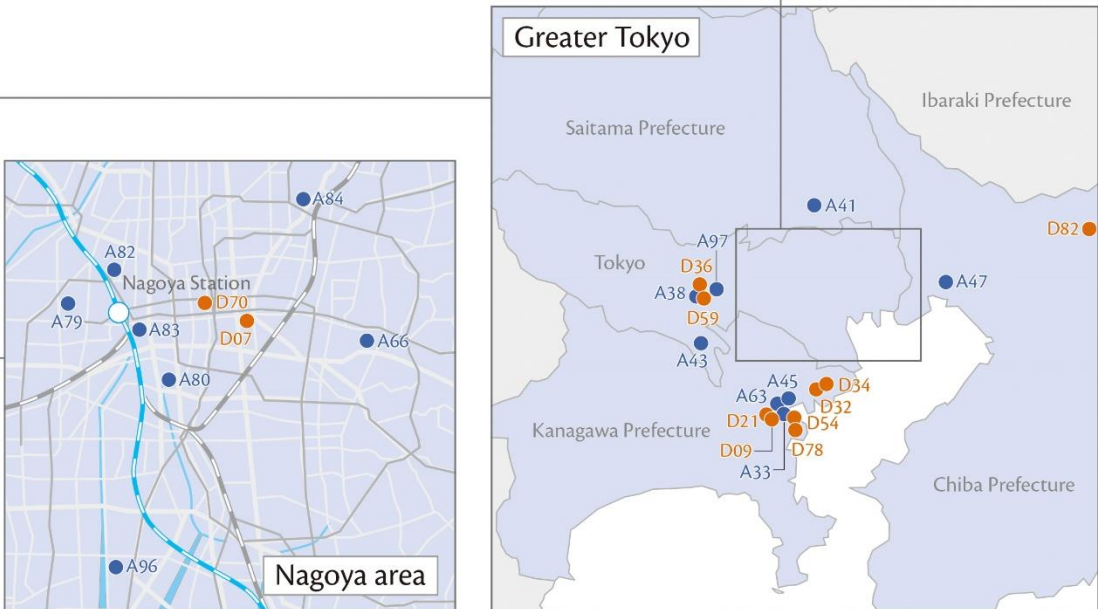 Greater Tokyo
Ibaraki Prefecture
Saitama Prefecture
A41
D82
A97
Tokyo
D36
A38
A47
D59
A43
A45
D34
A63
D32
D21
D54
Kanagawa Prefecture
D09
D78
A33
Chiba Prefecture
A84
A82
Nagoya Station
D70
A79
A83
D07
A66
A80
A96
Nagoya area